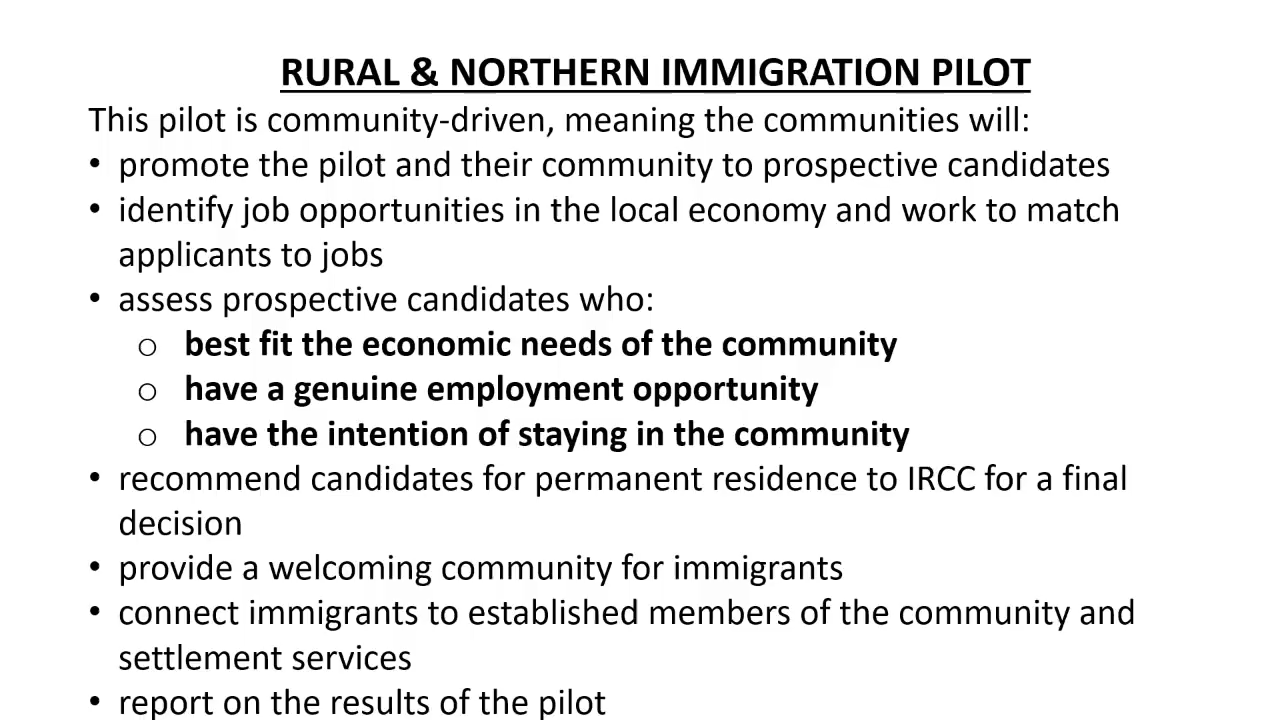 RURAL & NORTHERN IMMIGRATION PILOT
This pilot is community-driven, meaning the communities will:
• promote the pilot and their community to prospective candidates
• identify job opportunities in the local economy and work to match
applicants to jobs
• assess prospective candidates who:
o best fit the economic needs of the community
o have a genuine employment opportunity
o have the intention of staying in the community
• recommend candidates for permanent residence to IRCC for a final
decision
• provide a welcoming community for immigrants
• connect immigrants to established members of the community and
settlement services
• report on the results of the pilot